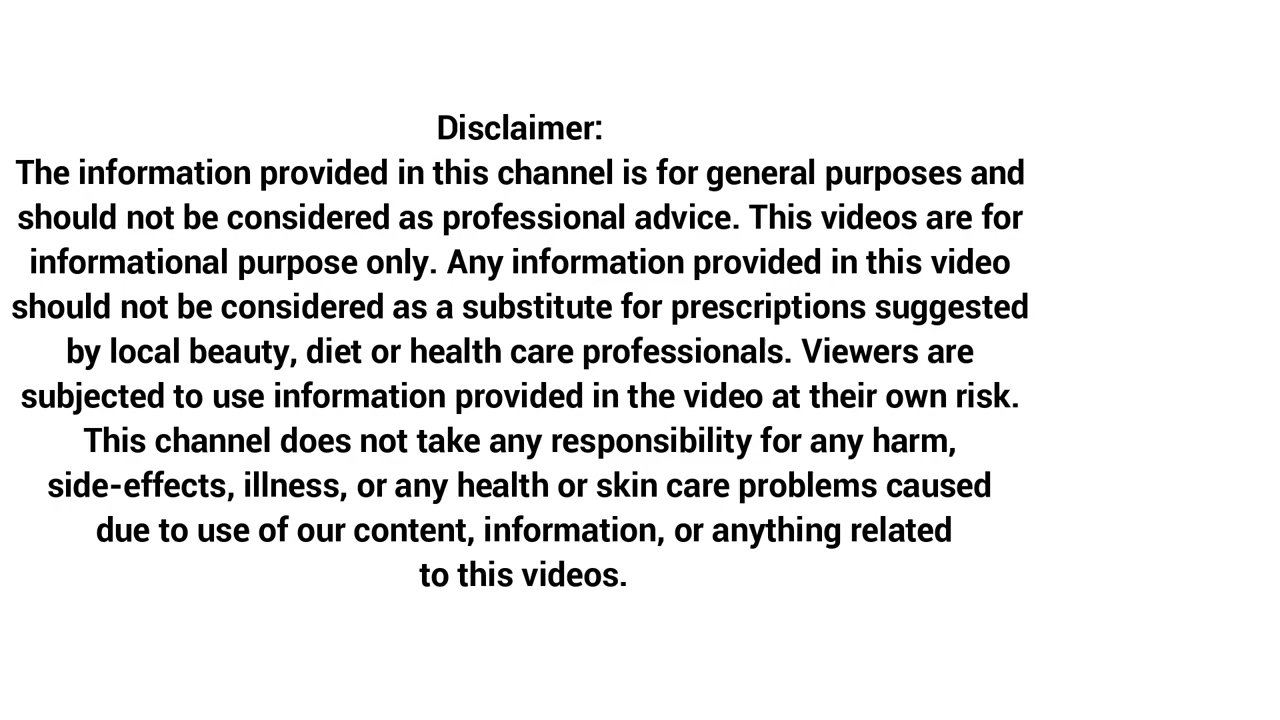 Disclaimer:
The information provided in this channel is for general purposes and
should not be considered as professional advice. This videos are for
informational purpose only. Any information provided in this video
should not be considered as a substitute for prescriptions suggested
by local beauty, diet or health care professionals. Viewers are
subjected to use information provided in the video at their own risk.
This channel does not take any responsibility for any harm,
side-effects, illness, or any health or skin care problems caused
due to use of our content, information, or anything related
to this videos.